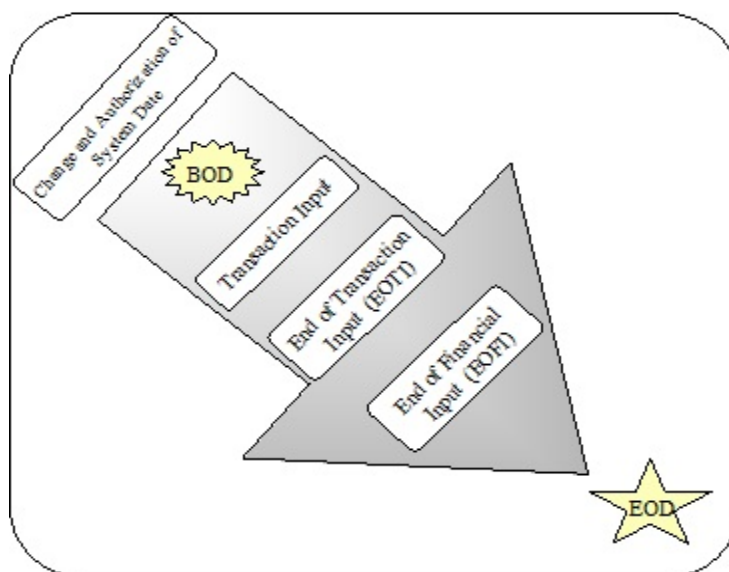 Change and Authorization of
System Date
BOD
Transaction Input
End of Transaction
Input (EOTI)
End of Financial
Input (EOFI)
EOD